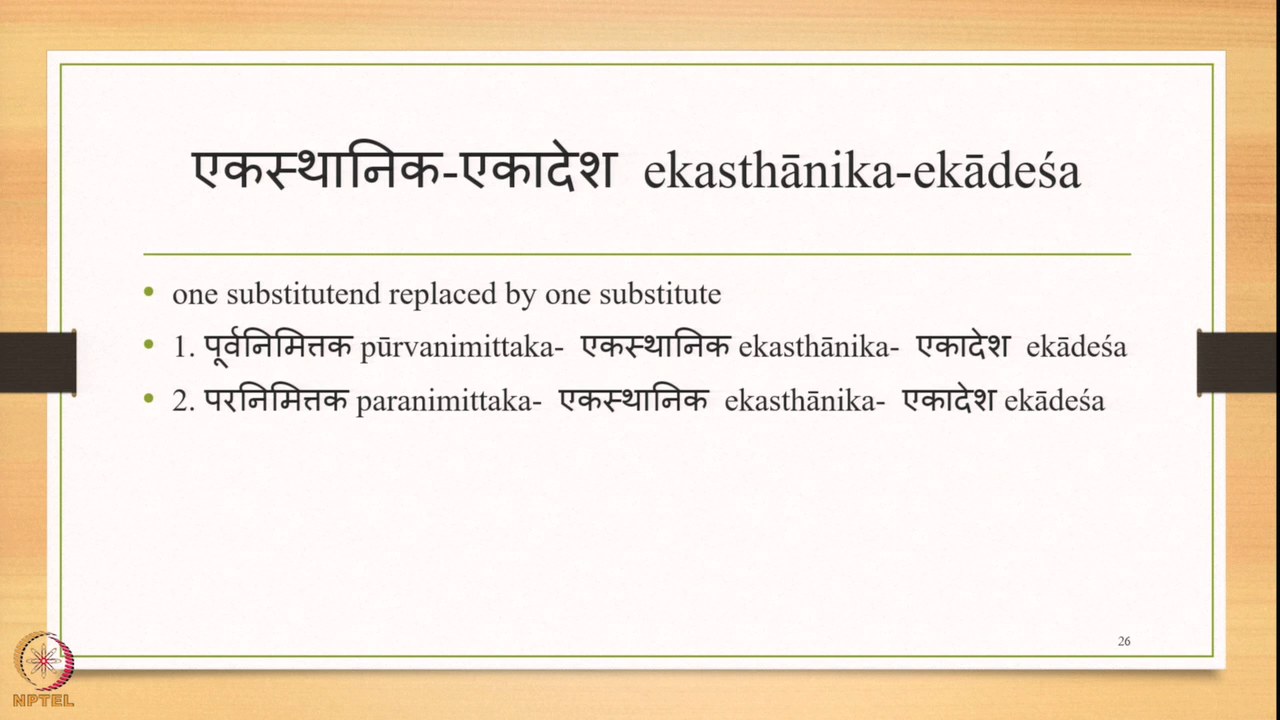 एकस्थानिक-एकादेश ekasthānika-ekādeśa
• one substitutend replaced by one substitute
• 1. पूर्वनिमित्तक pūrvanimittaka- एकस्थानिक ekasthānika- एकादेश ekādeśa
• 2. परनिमित्तक paranimittaka- एकस्थानिक ekasthānika- एकादेश ekādeśa
26
NPTEL